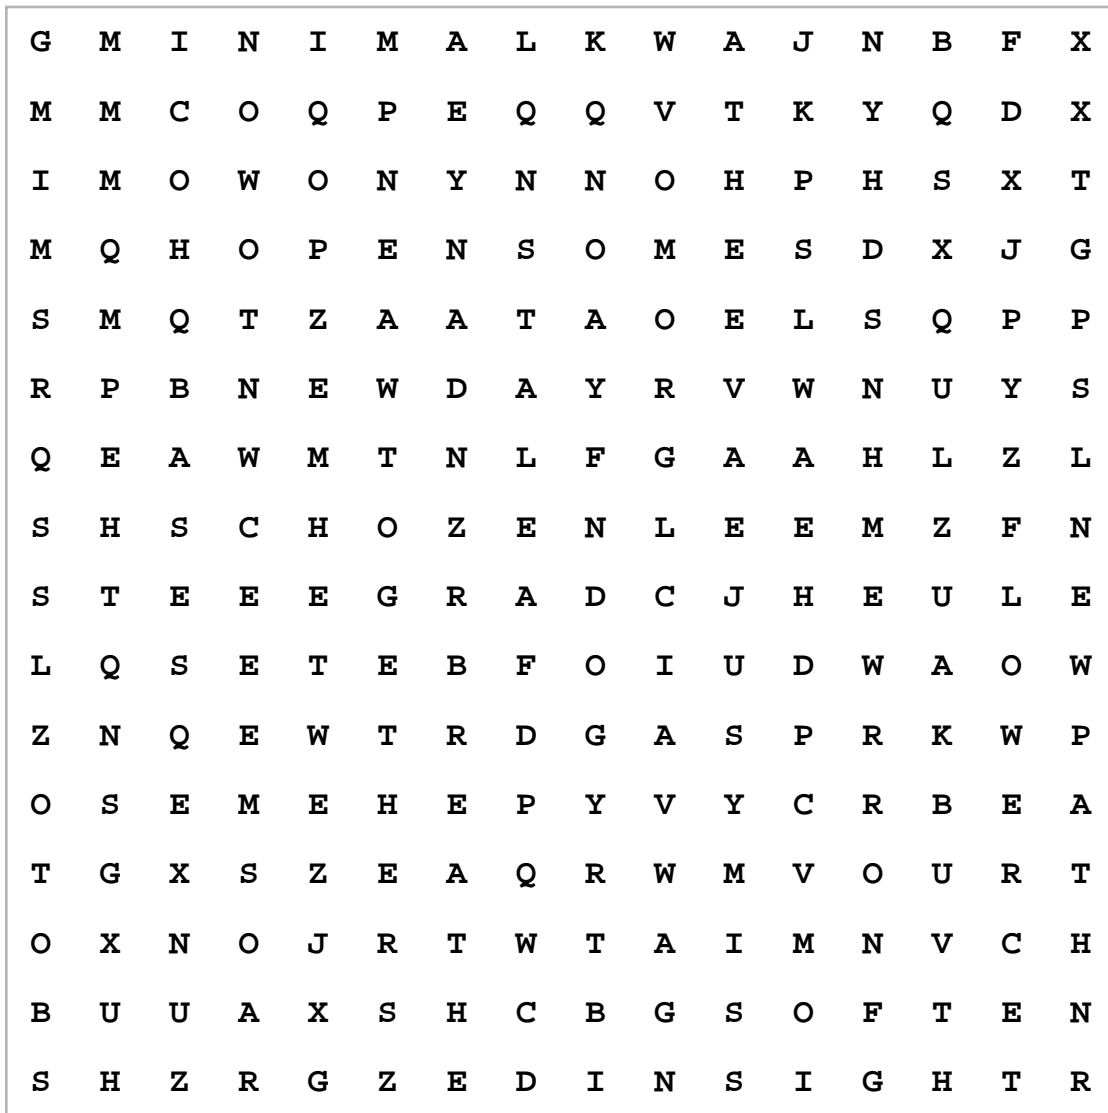 G M I N I M A L K W A J N B F X
M M C O Q P E Q Q V T K Y Q D X
I M O W O N Y N N O H P H S X T
M Q H O P E N S O M E S D X J G
S M Q T Z A A T A O E L S Q P P
R P B N E W D A Y R V W N U Y S
Q E A W M T N L F G A A H L Z L
S H S C H O Z E N L E E M Z F N
S T E E E G R A D C J H E U L E
L Q S E T E B F O I U D W A O W
Z N Q E W T R D G A S P R K W P
O S E M E H E P Y V Y C R B E A
T G X S Z E A Q R W M V O U R T
O X N O J R T W T A I M N V C H
B U U A X S H C B G S O F T E N
S H Z R G Z E D I N S I G H T R